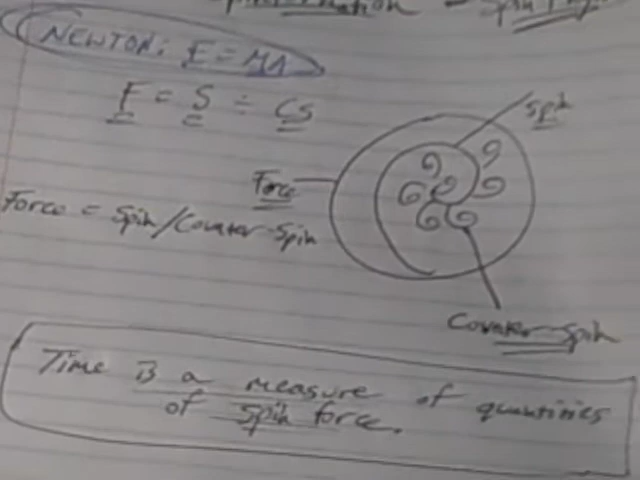 Spin
NEWTON: F = MA
F = S ÷ CS
Spin
Force
Force = Spin/Counter-Spin
Counter-Spin
Time is a measure of quantities
of Spin force.